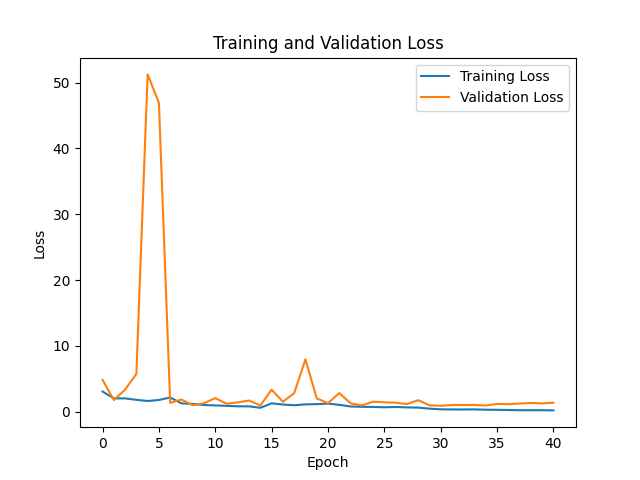 Training and Validation Loss
Training Loss
Validation Loss
50
40
30
20
10
0
Loss
0 5 10 15 20 25 30 35 40
Epoch